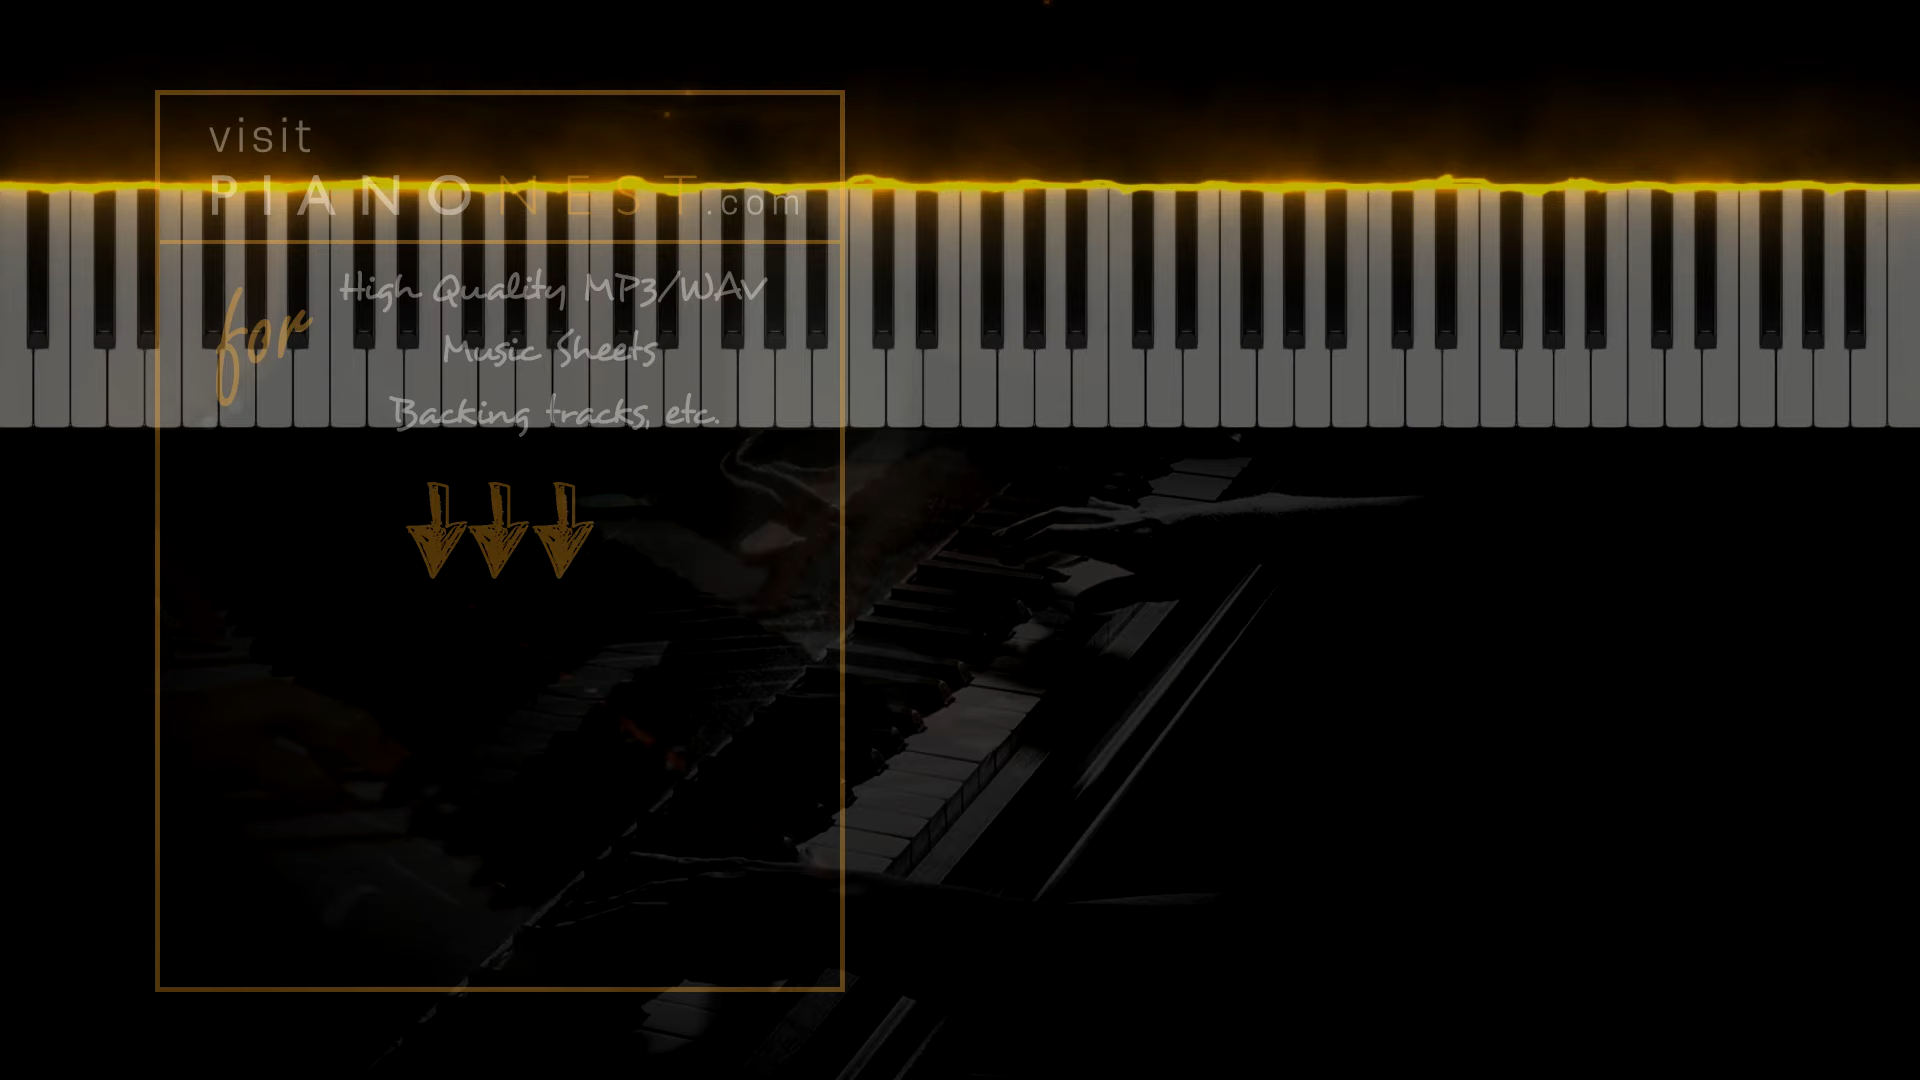 visit
PIANONEST.com
for
High Quality MP3/WAV
Music Sheets
Backing tracks, etc.